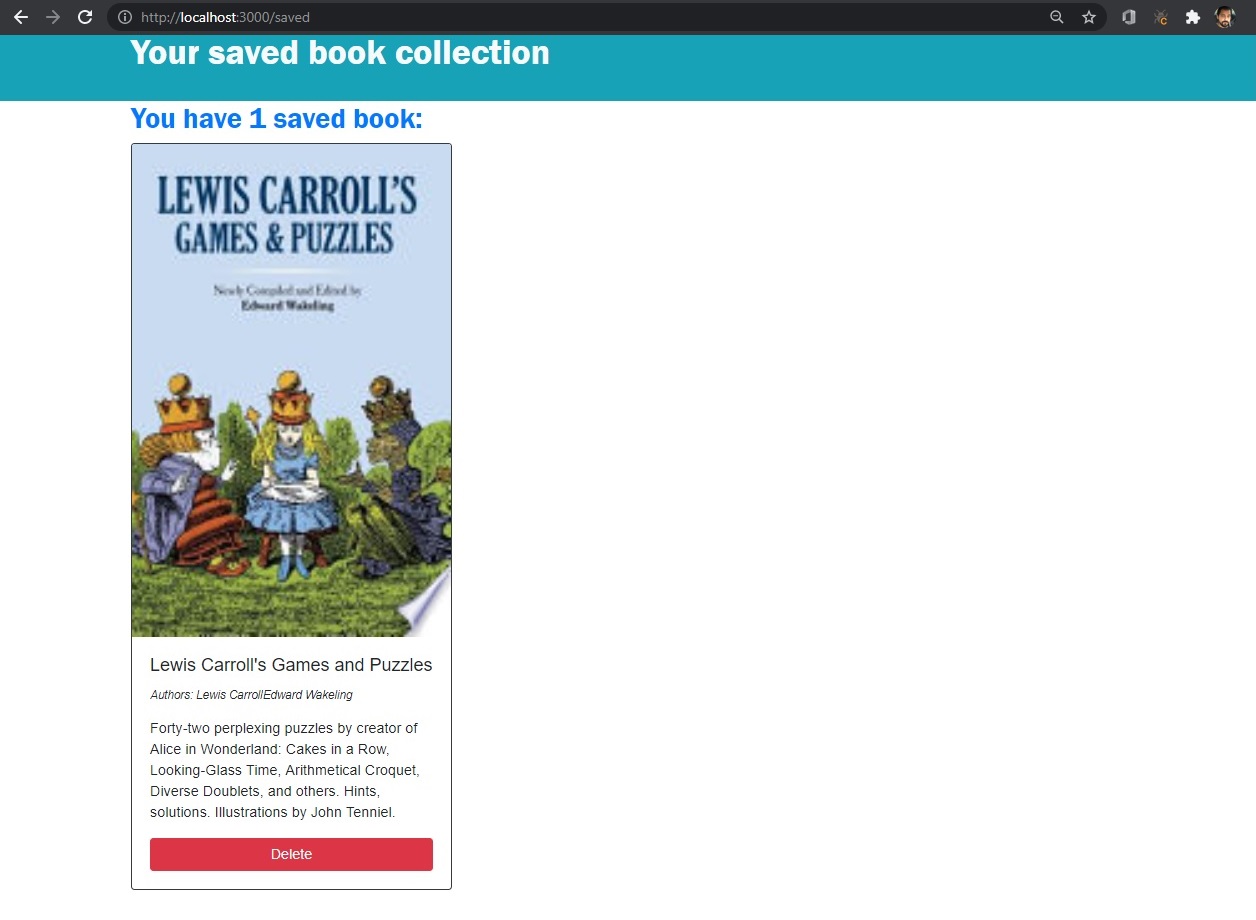 http://localhost:3000/saved
Your saved book collection
You have 1 saved book:
LEWIS CARROLL'S
GAMES & PUZZLES
Newly Compiled and Edited by
Edward Wakeling
Lewis Carroll's Games and Puzzles
Authors: Lewis CarrollEdward Wakeling
Forty-two perplexing puzzles by creator of
Alice in Wonderland: Cakes in a Row,
Looking-Glass Time, Arithmetical Croquet,
Diverse Doublets, and others. Hints,
solutions. Illustrations by John Tenniel.
Delete